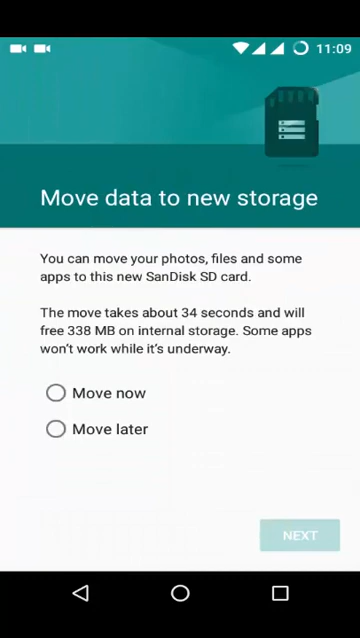 11:09
Move data to new storage
You can move your photos, files and some
apps to this new SanDisk SD card.
The move takes about 34 seconds and will
free 338 MB on internal storage. Some apps
won't work while it's underway.
Move now
Move later
NEXT